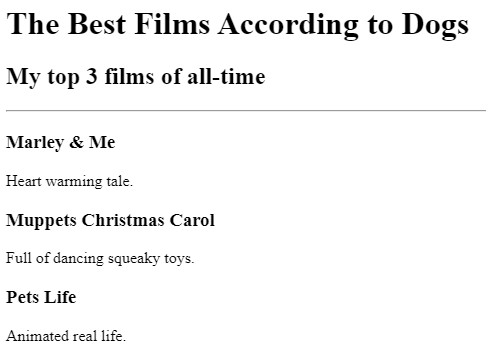 The Best Films According to Dogs
My top 3 films of all-time
Marley & Me
Heart warming tale.
Muppets Christmas Carol
Full of dancing squeaky toys.
Pets Life
Animated real life.